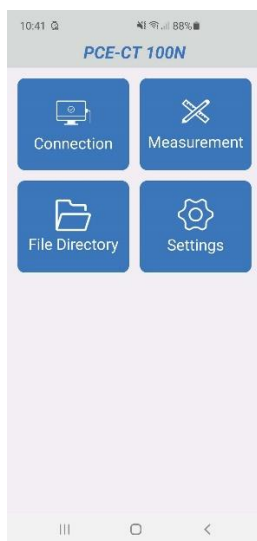 10:41 88%
PCE-CT 100N
Connection
Measurement
File Directory
Settings